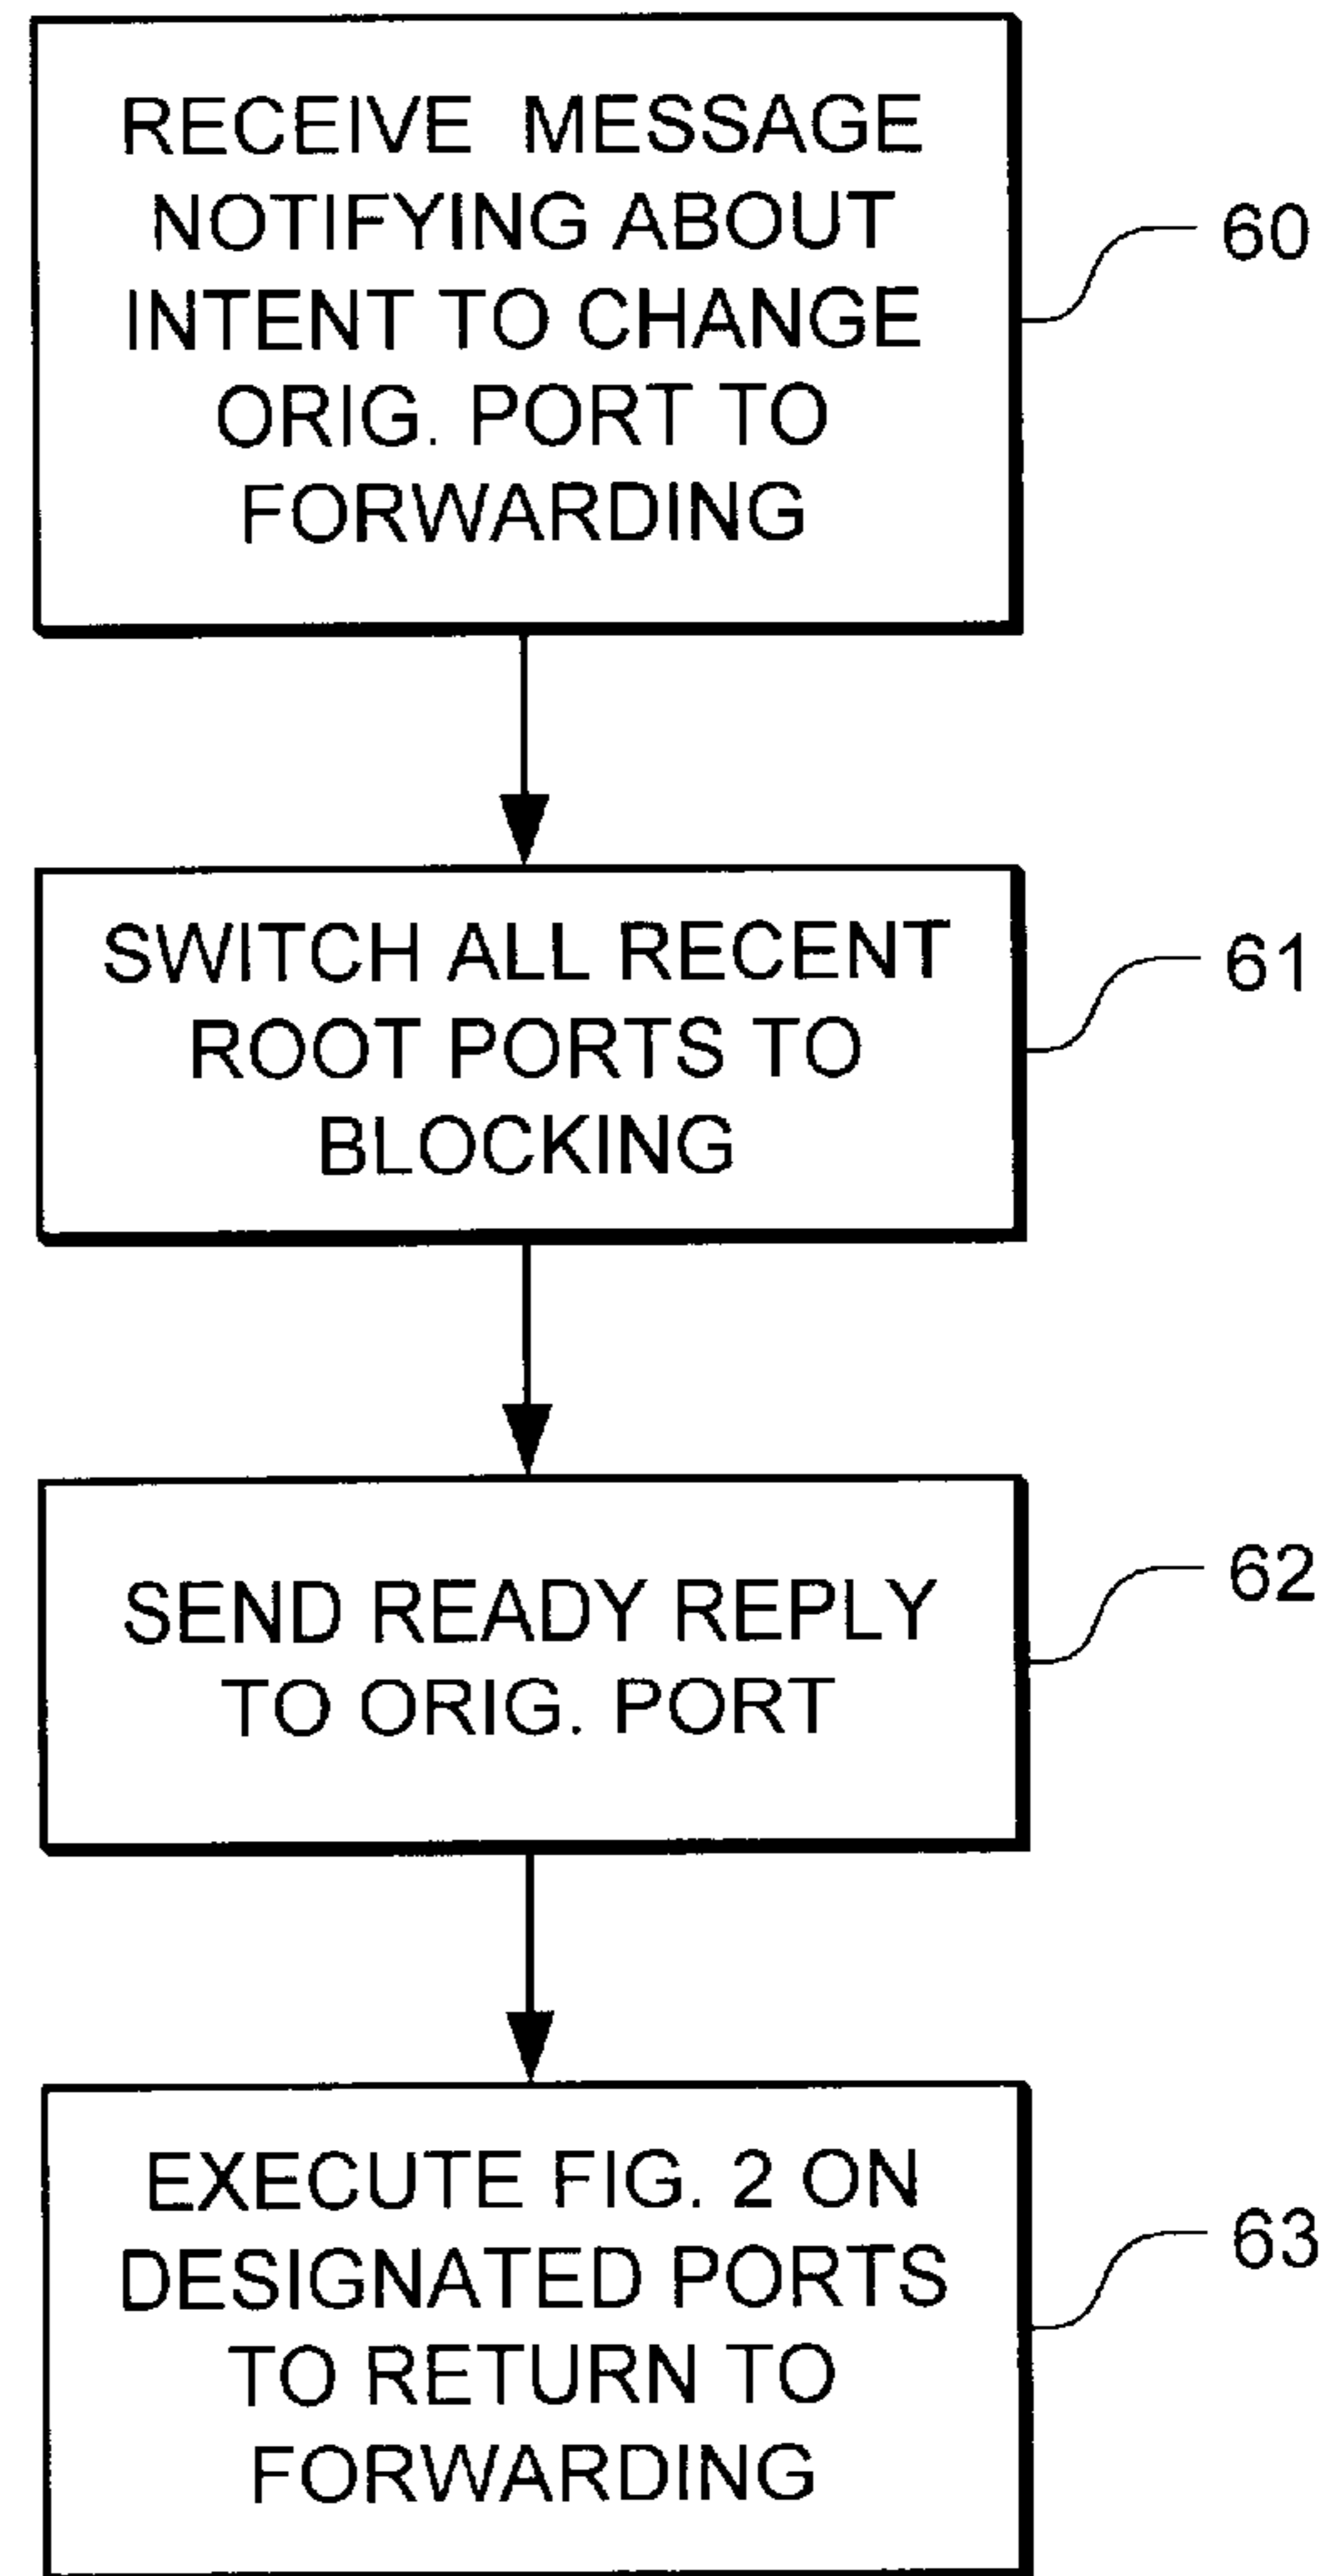 RECEIVE MESSAGE
NOTIFYING ABOUT
INTENT TO CHANGE
ORIG. PORT TO
FORWARDING
60
SWITCH ALL RECENT
ROOT PORTS TO
BLOCKING
61
SEND READY REPLY
TO ORIG. PORT
62
EXECUTE FIG. 2 ON
DESIGNATED PORTS
TO RETURN TO
FORWARDING
63